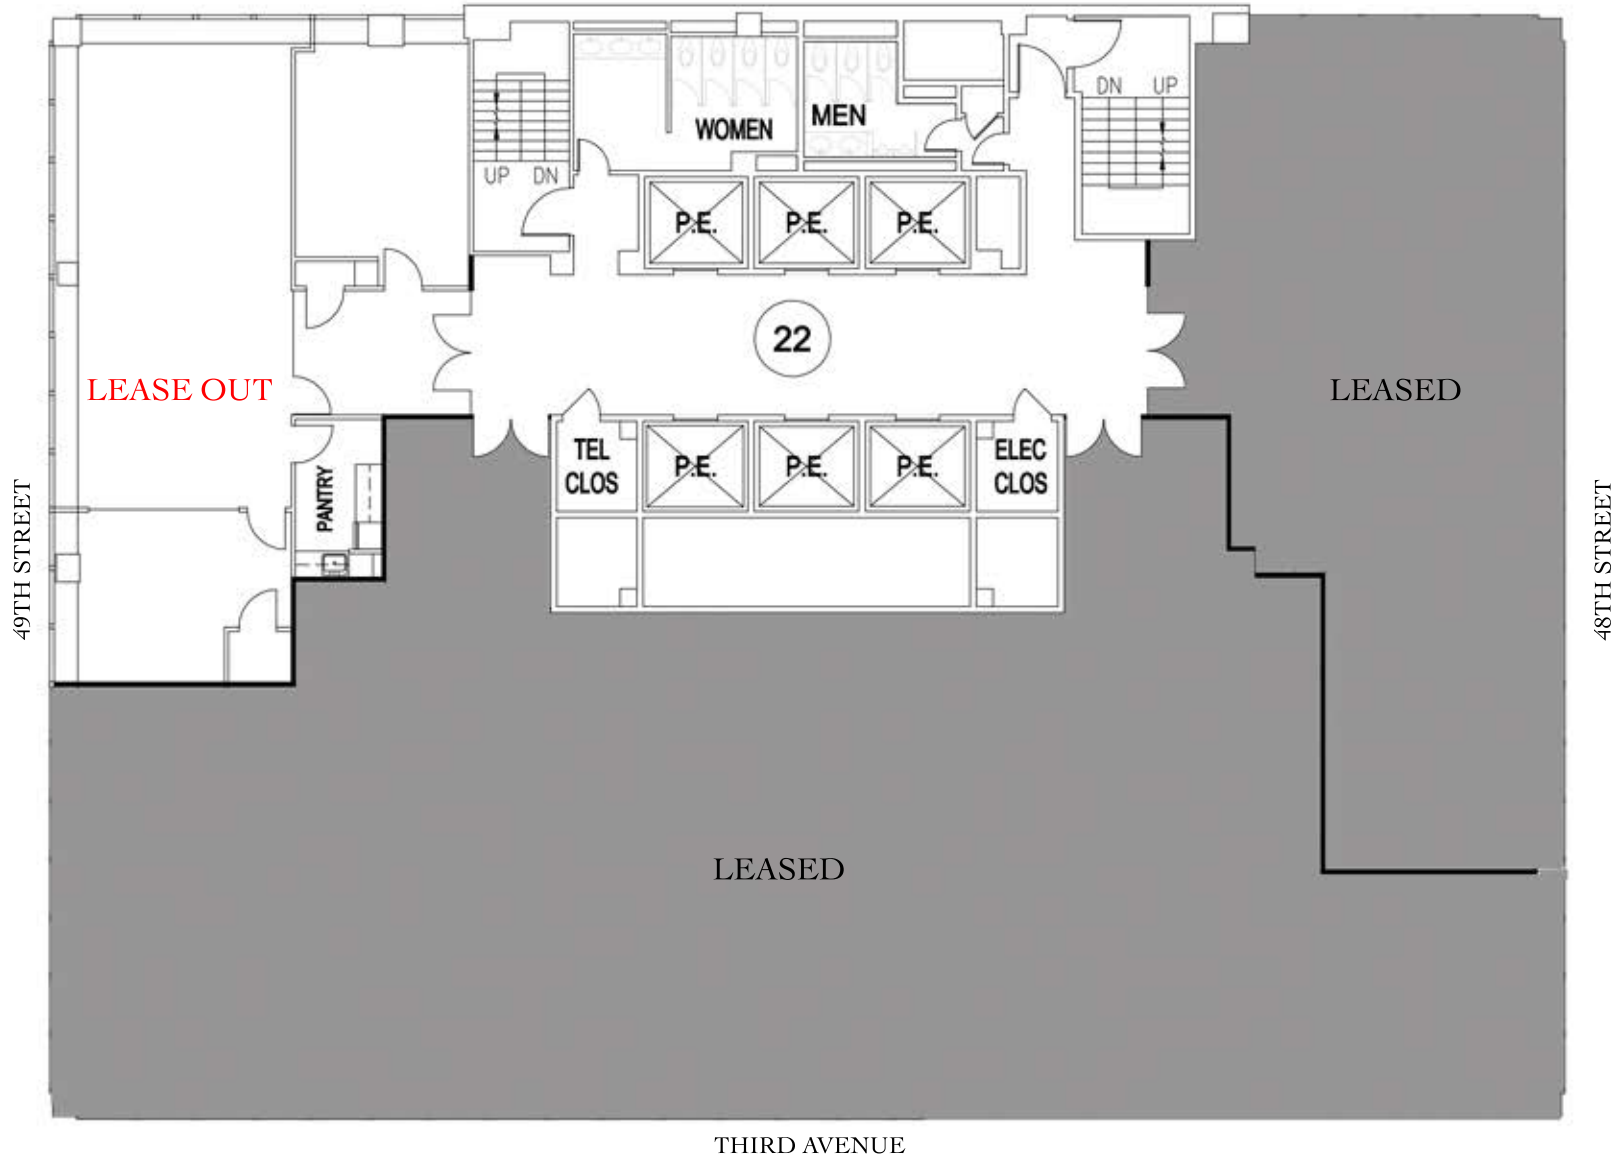 DN UP
MEN
WOMEN
UP DN
P.E. P.E. P.E.
22
LEASE OUT
LEASED
TEL
CLOS
P.E. P.E. P.E.
ELEC
CLOS
PANTRY
49TH STREET
48TH STREET
LEASED
THIRD AVENUE